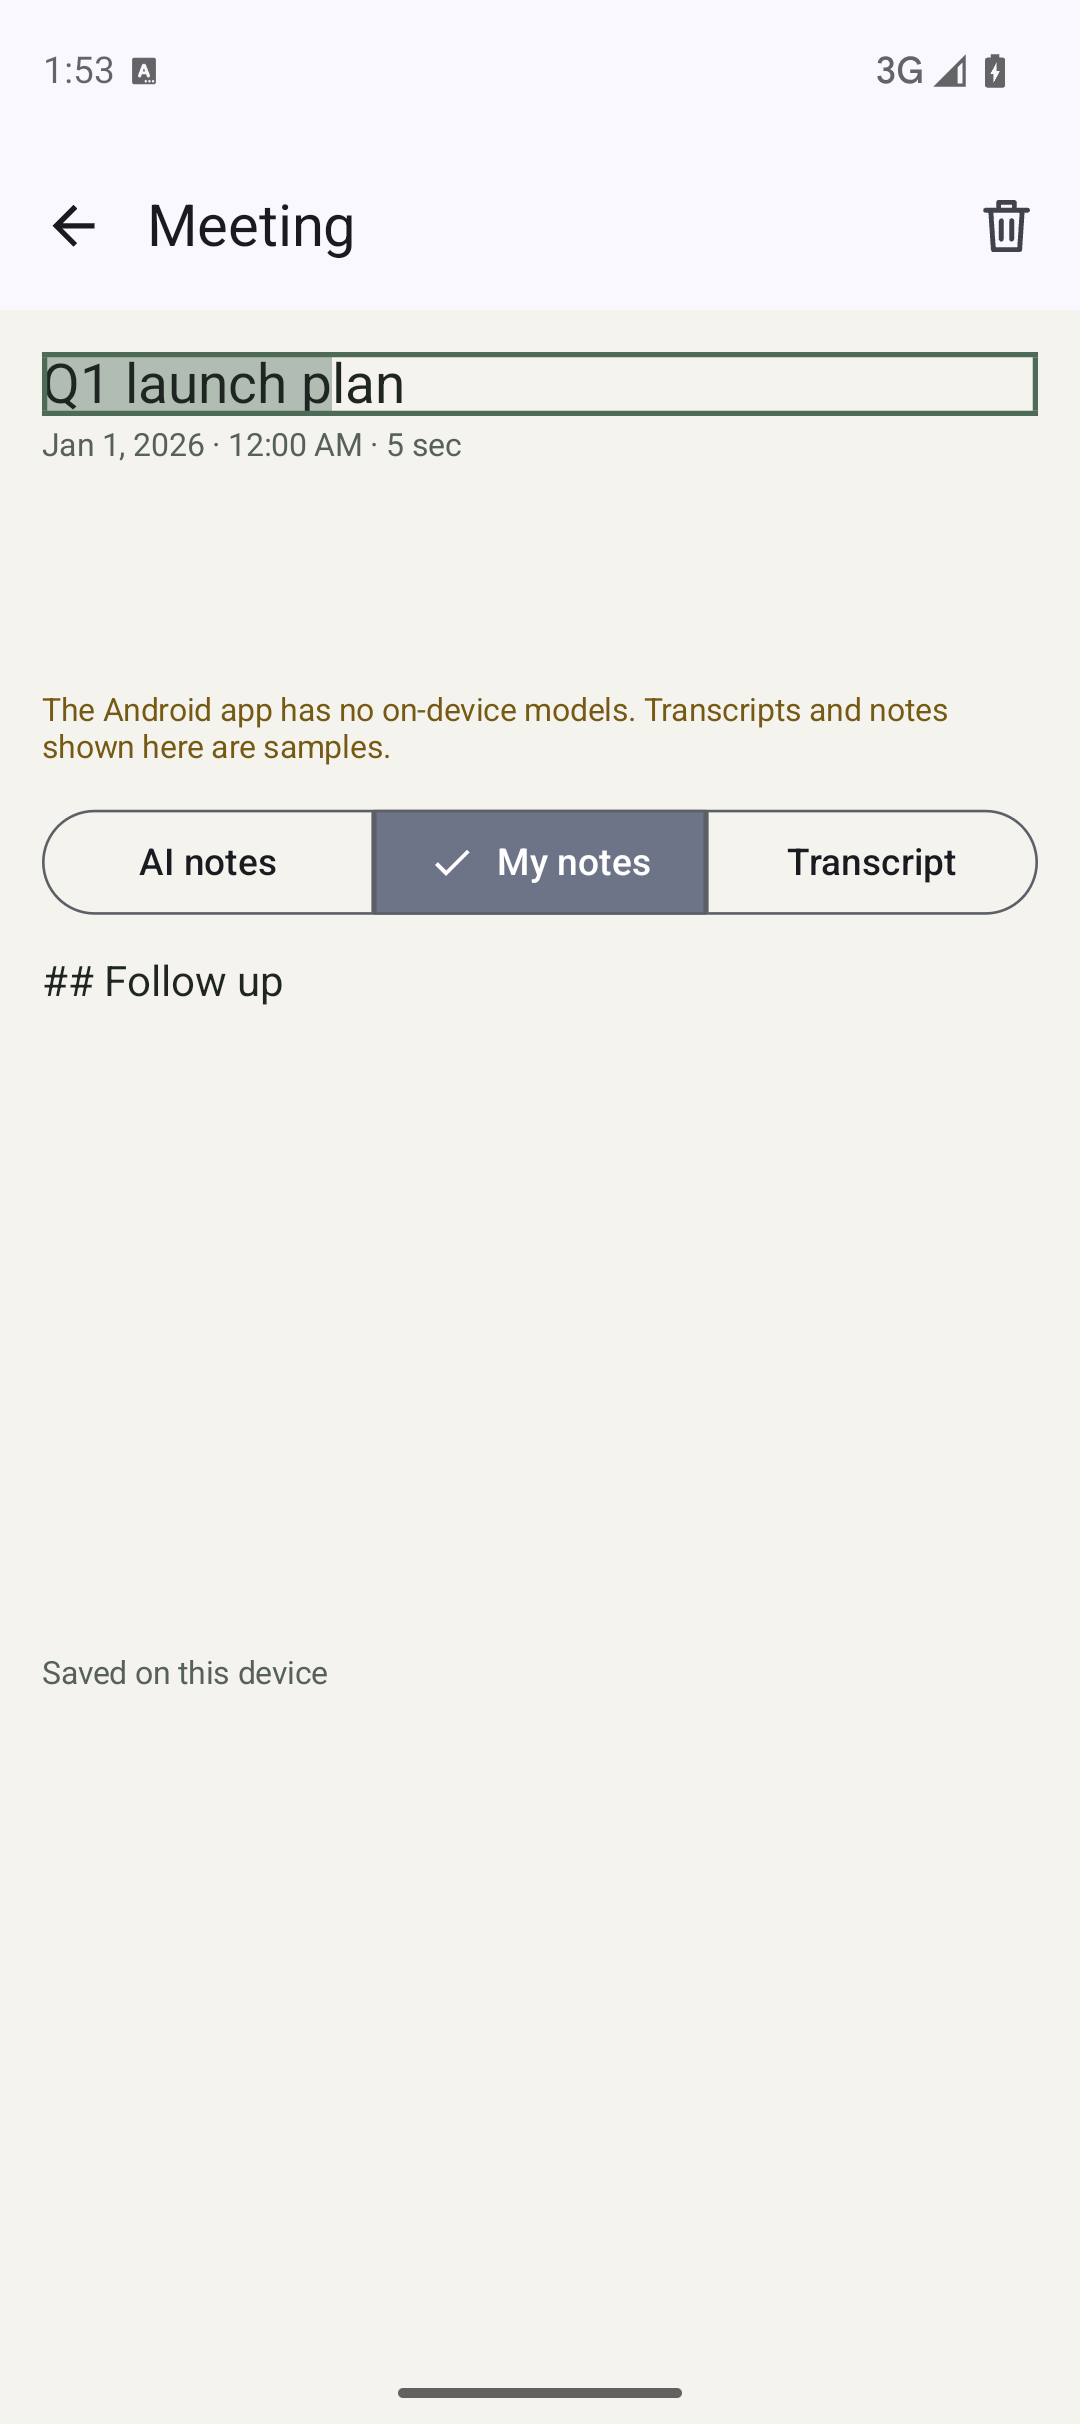 1:53
3G
Meeting
Q1 launch plan
Jan 1, 2026 · 12:00 AM · 5 sec
The Android app has no on-device models. Transcripts and notes
shown here are samples.
AI notes
My notes
Transcript
## Follow up
Saved on this device